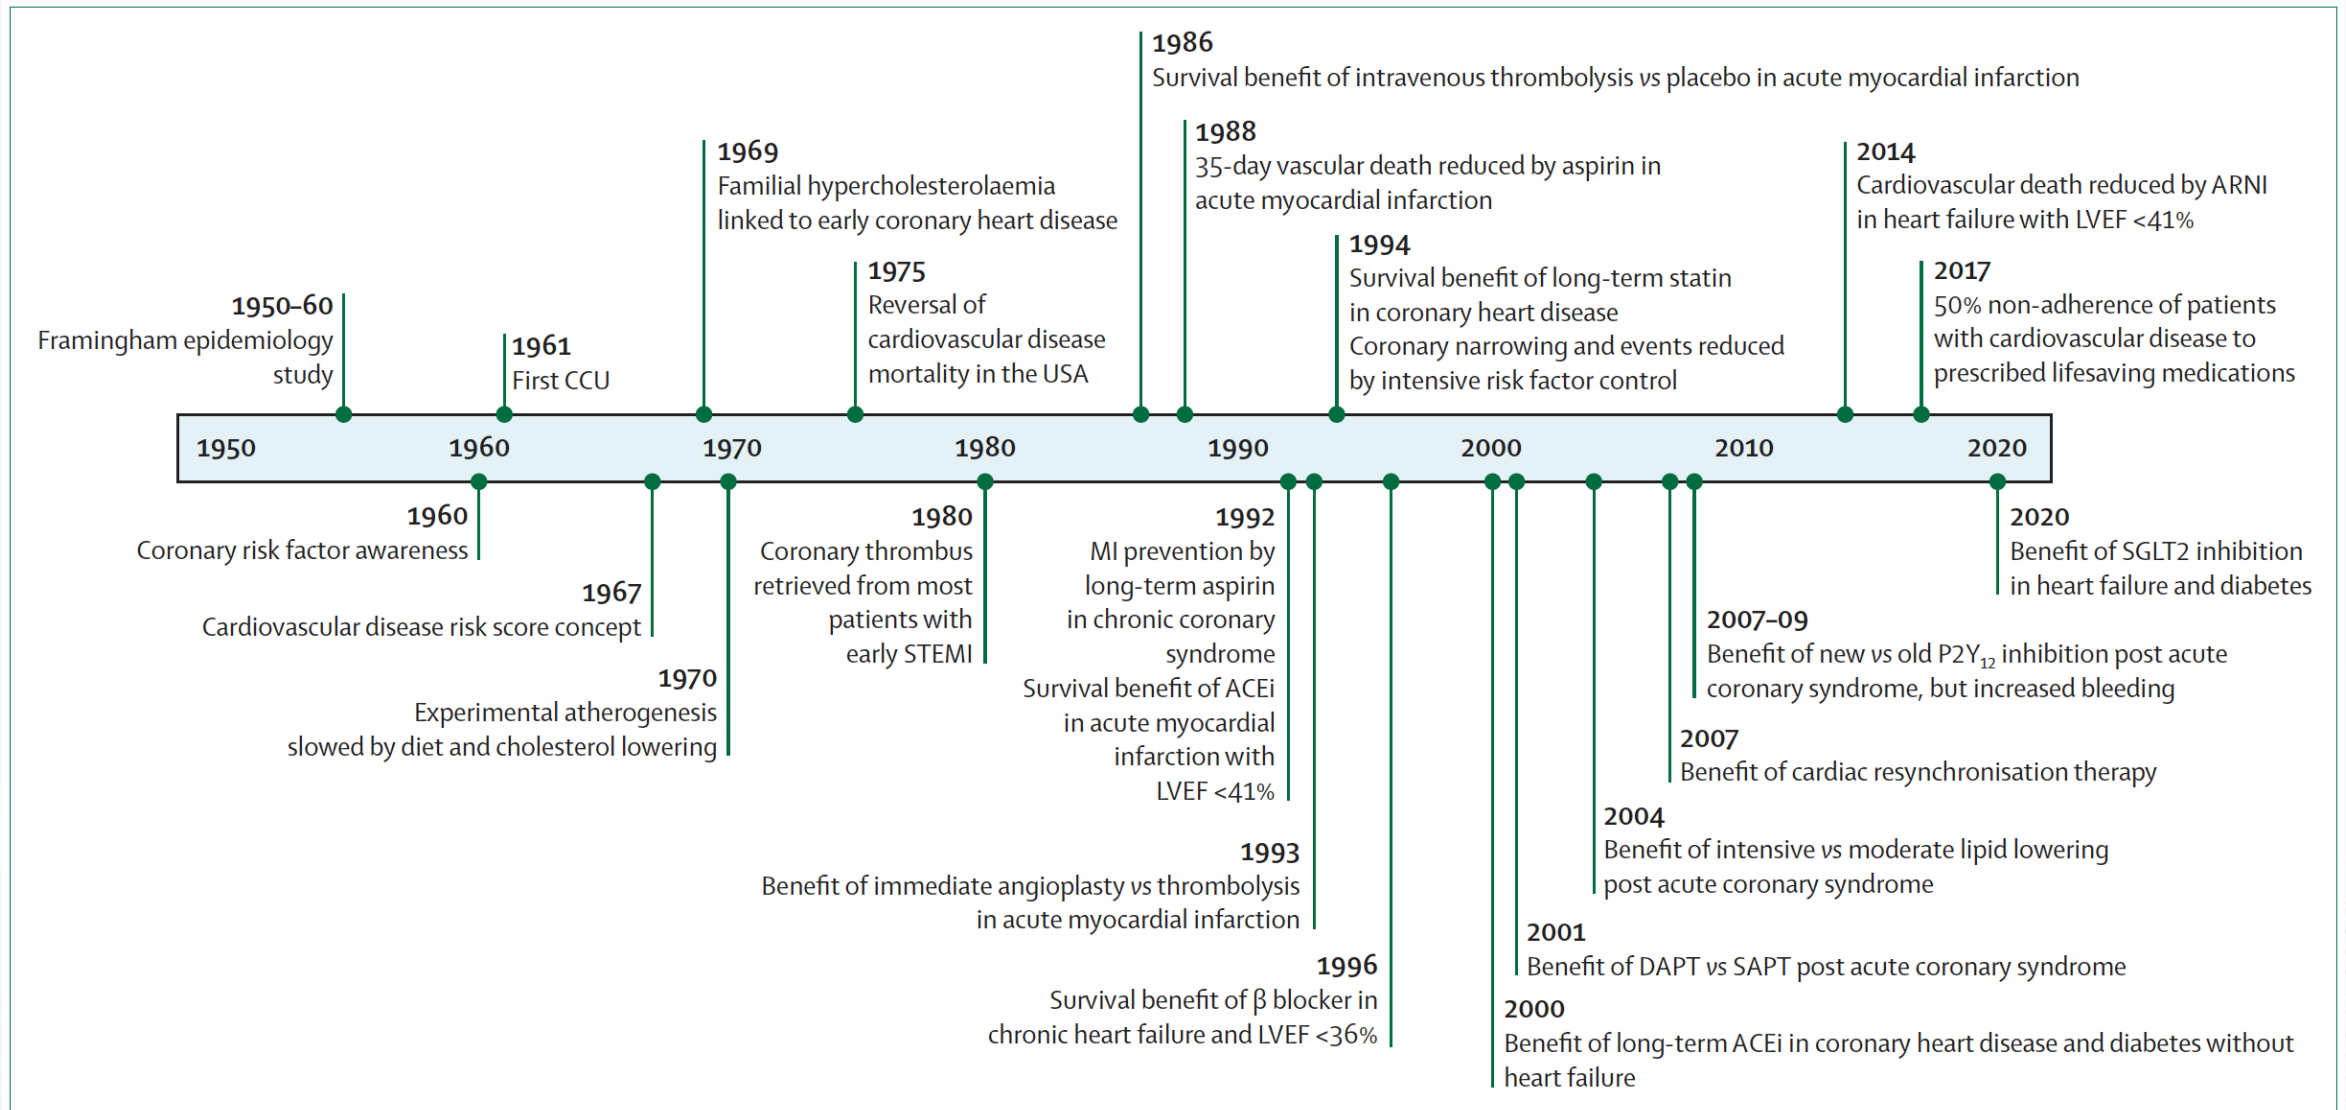 1986
Survival benefit of intravenous thrombolysis vs placebo in acute myocardial infarction
1988
35-day vascular death reduced by aspirin in
acute myocardial infarction
1969
Familial hypercholesterolaemia
linked to early coronary heart disease
2014
Cardiovascular death reduced by ARNI
in heart failure with LVEF <41%
1994
Survival benefit of long-term statin
in coronary heart disease
Coronary narrowing and events reduced
by intensive risk factor control
1975
Reversal of
cardiovascular disease
mortality in the USA
2017
50% non-adherence of patients
with cardiovascular disease to
prescribed lifesaving medications
1950–60
Framingham epidemiology
study
1961
First CCU
1950 1960 1970 1980 1990 2000 2010 2020
1960
Coronary risk factor awareness
1967
Cardiovascular disease risk score concept
1970
Experimental atherogenesis
slowed by diet and cholesterol lowering
1980
Coronary thrombus
retrieved from most
patients with
early STEMI
1992
MI prevention by
long-term aspirin
in chronic coronary
syndrome
Survival benefit of ACEi
in acute myocardial
infarction with
LVEF <41%
1993
Benefit of immediate angioplasty vs thrombolysis
in acute myocardial infarction
1996
Survival benefit of β blocker in
chronic heart failure and LVEF <36%
2020
Benefit of SGLT2 inhibition
in heart failure and diabetes
2007–09
Benefit of new vs old P2Y12 inhibition post acute
coronary syndrome, but increased bleeding
2007
Benefit of cardiac resynchronisation therapy
2004
Benefit of intensive vs moderate lipid lowering
post acute coronary syndrome
2001
Benefit of DAPT vs SAPT post acute coronary syndrome
2000
Benefit of long-term ACEi in coronary heart disease and diabetes without
heart failure